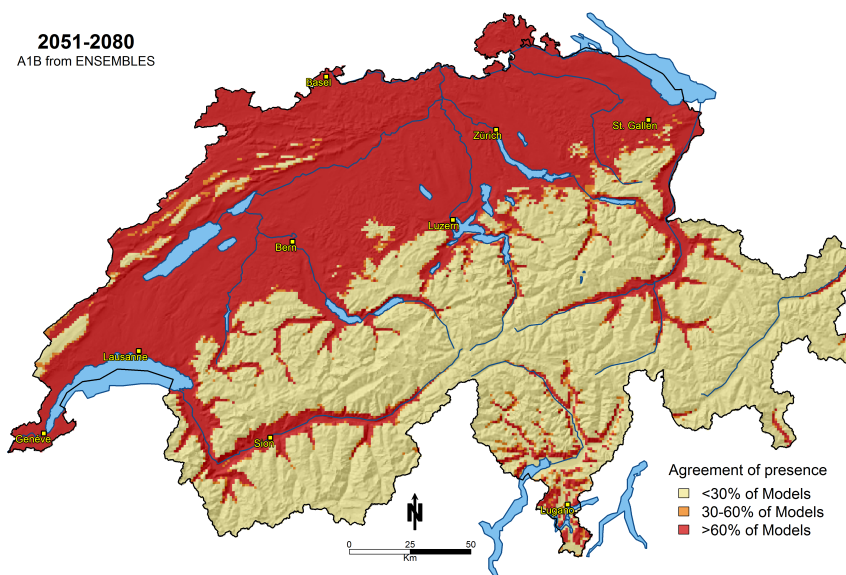 2051-2080
A1B from ENSEMBLES
Basel
Zürich
St. Gallen
Luzern
Bern
Lausanne
Genève
Sion
Lugano
N
0 25 50
Km
Agreement of presence
<30% of Models
30-60% of Models
>60% of Models